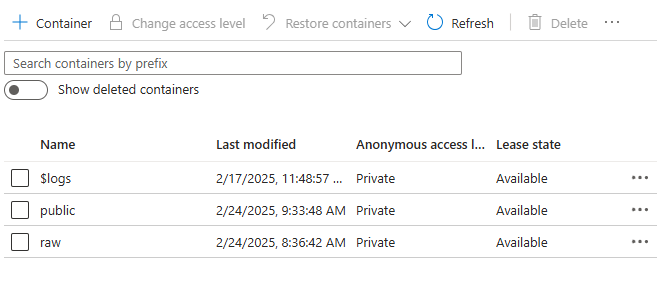 Container Change access level Restore containers Refresh Delete ...
Search containers by prefix
Show deleted containers
Name Last modified Anonymous access l... Lease state
$logs 2/17/2025, 11:48:57 ... Private Available ...
public 2/24/2025, 9:33:48 AM Private Available ...
raw 2/24/2025, 8:36:42 AM Private Available ...